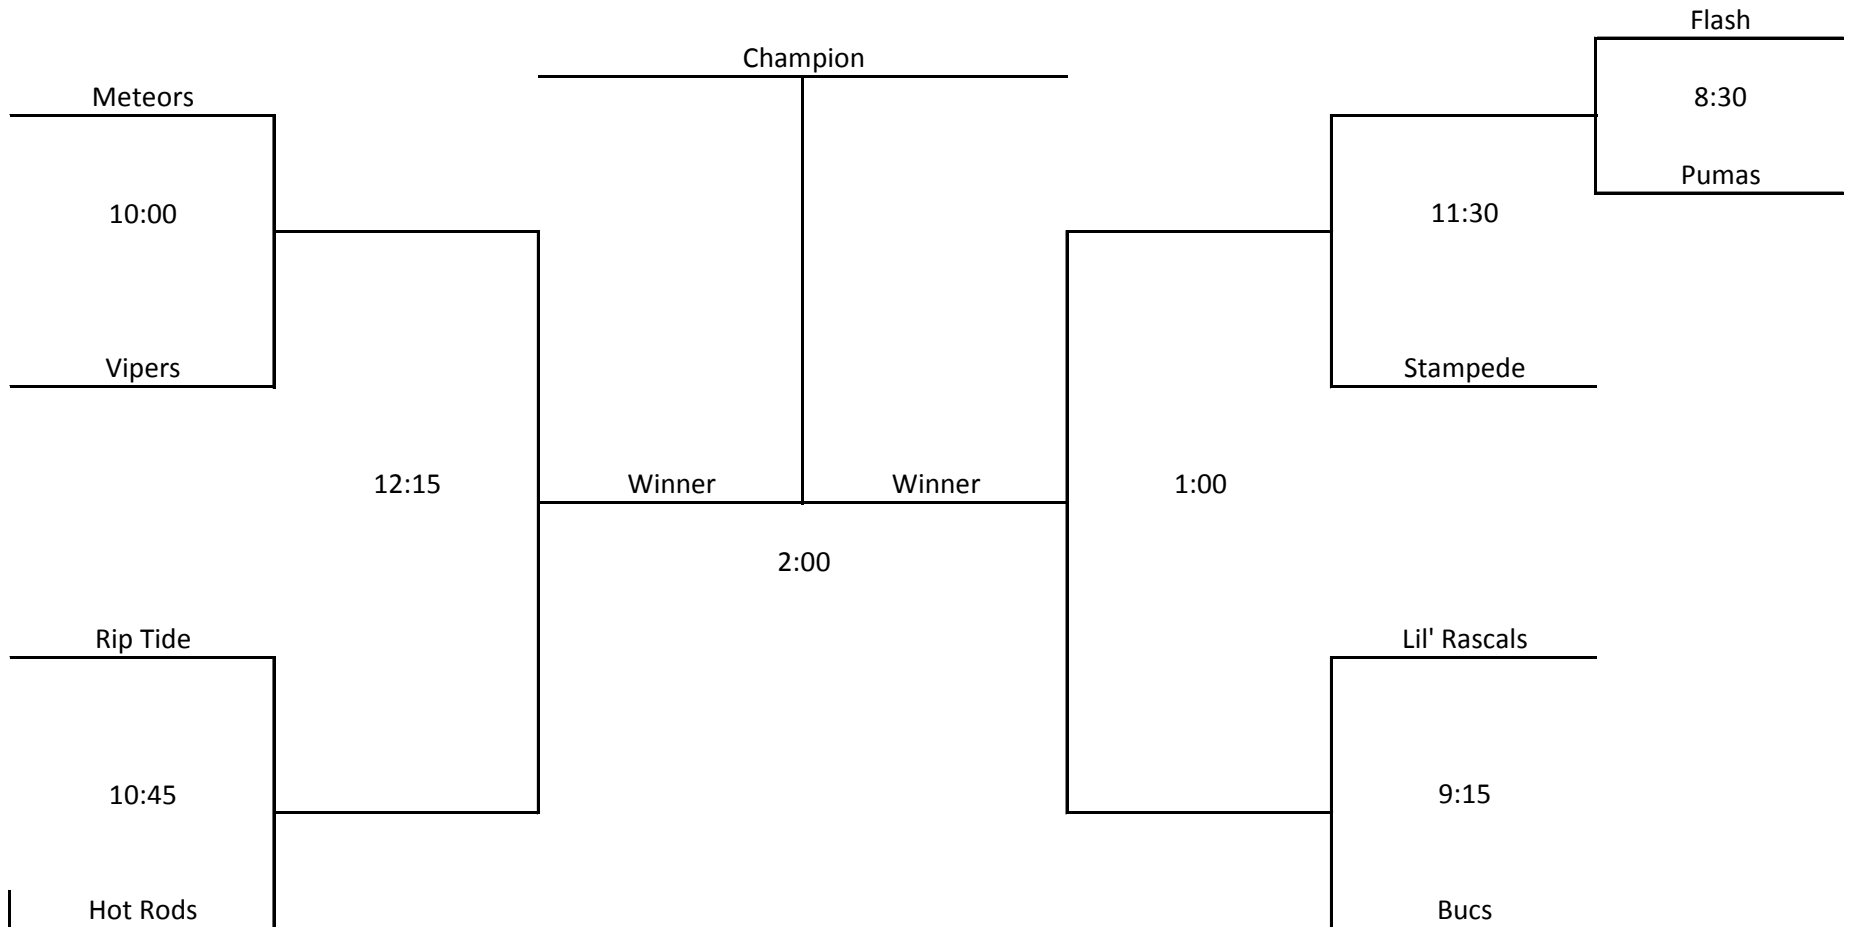 Flash
Champion
Meteors
8:30
Pumas
10:00
11:30
Vipers
Stampede
12:15
Winner
Winner
1:00
2:00
Rip Tide
Lil' Rascals
10:45
9:15
Hot Rods
Bucs